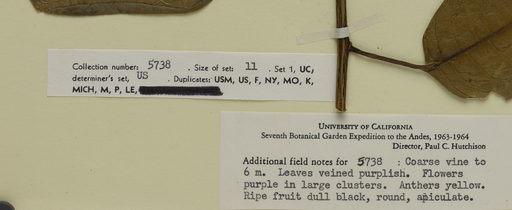 Collection number: 5738 . Size of set: 11 . Set 1, UC,
determiner's set, US . Duplicates: USM, US, F, NY, MO, K,
MICH, M, P, LE,
UNIVERSITY OF CALIFORNIA
Seventh Botanical Garden Expedition to the Andes, 1963-1964
Director, Paul C. Hutchison
Additional field notes for 5738 : Coarse vine to
6 m. Leaves veined purplish. Flowers
purple in large clusters. Anthers yellow.
Ripe fruit dull black, round, apiculate.